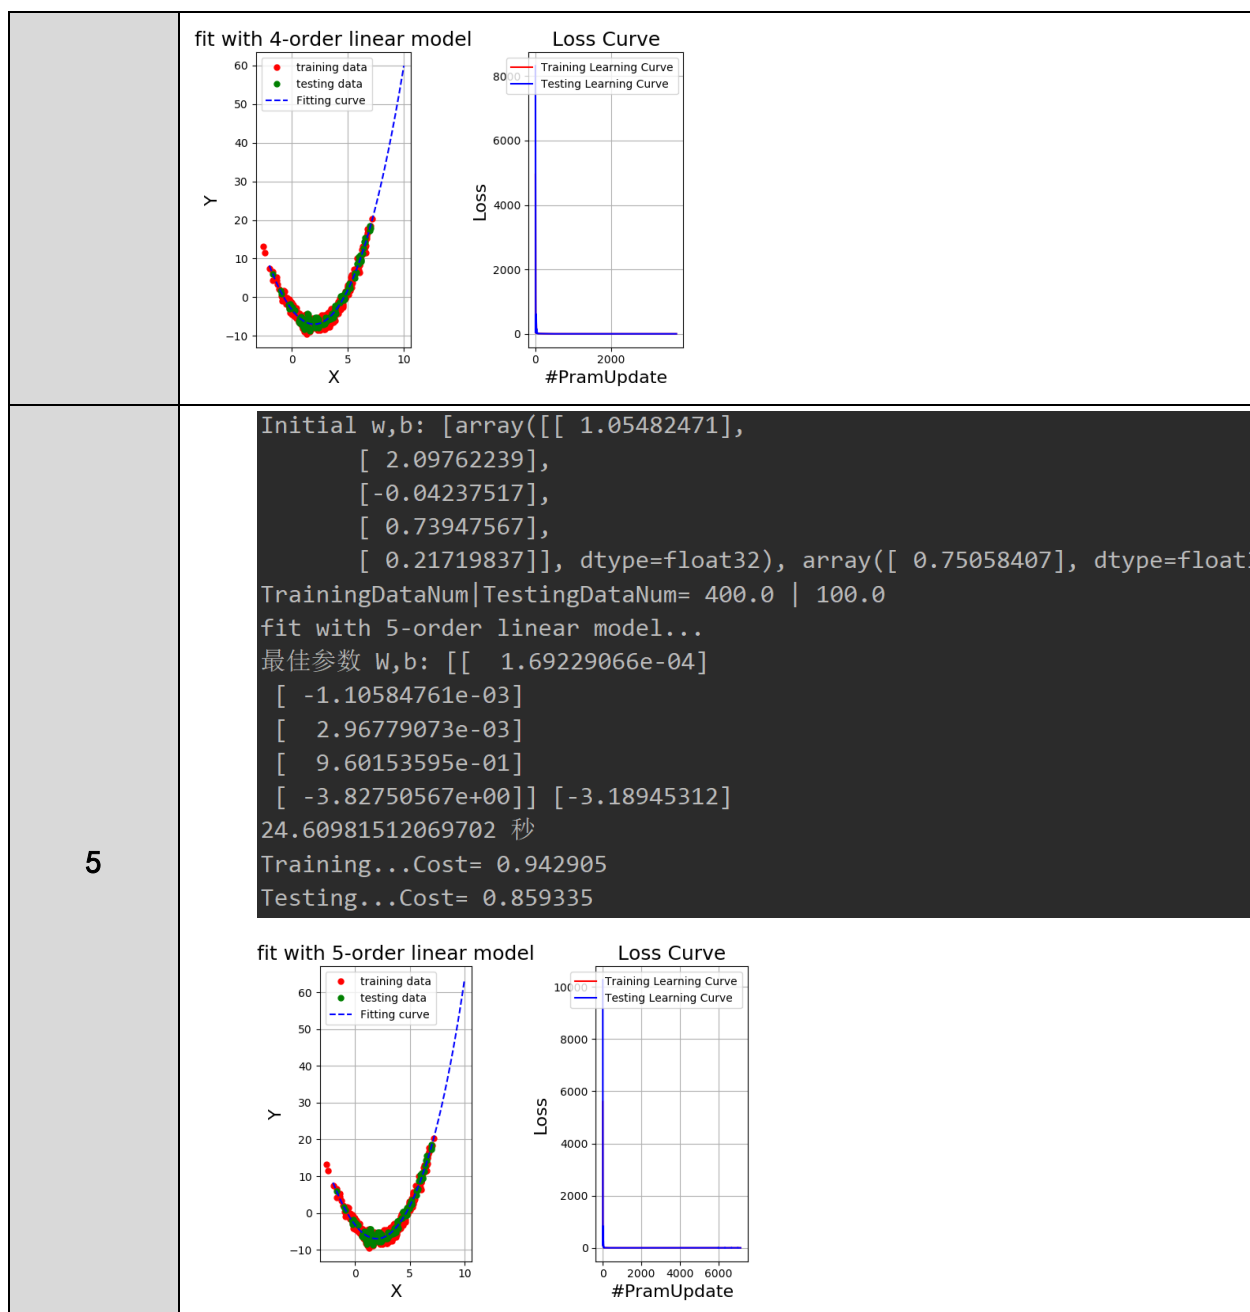 fit with 4-order linear model
Loss Curve
training data
testing data
Fitting curve
60
50
40
30
20
10
0
−10
Y
0 5 10
X
Training Learning Curve
Testing Learning Curve
8000
6000
4000
2000
0
Loss
0 2000
#PramUpdate
5
Initial w,b: [array([[ 1.05482471],
[ 2.09762239],
[-0.04237517],
[ 0.73947567],
[ 0.21719837]], dtype=float32), array([ 0.75058407], dtype=float
TrainingDataNum|TestingDataNum= 400.0 | 100.0
fit with 5-order linear model...
最佳参数 W,b: [[  1.69229066e-04]
[ -1.10584761e-03]
[  2.96779073e-03]
[  9.60153595e-01]
[ -3.82750567e+00]] [-3.18945312]
24.60981512069702 秒
Training...Cost= 0.942905
Testing...Cost= 0.859335
fit with 5-order linear model
Loss Curve
training data
testing data
Fitting curve
60
50
40
30
20
10
0
−10
Y
0 5 10
X
Training Learning Curve
Testing Learning Curve
10000
8000
6000
4000
2000
0
Loss
0 2000 4000 6000
#PramUpdate